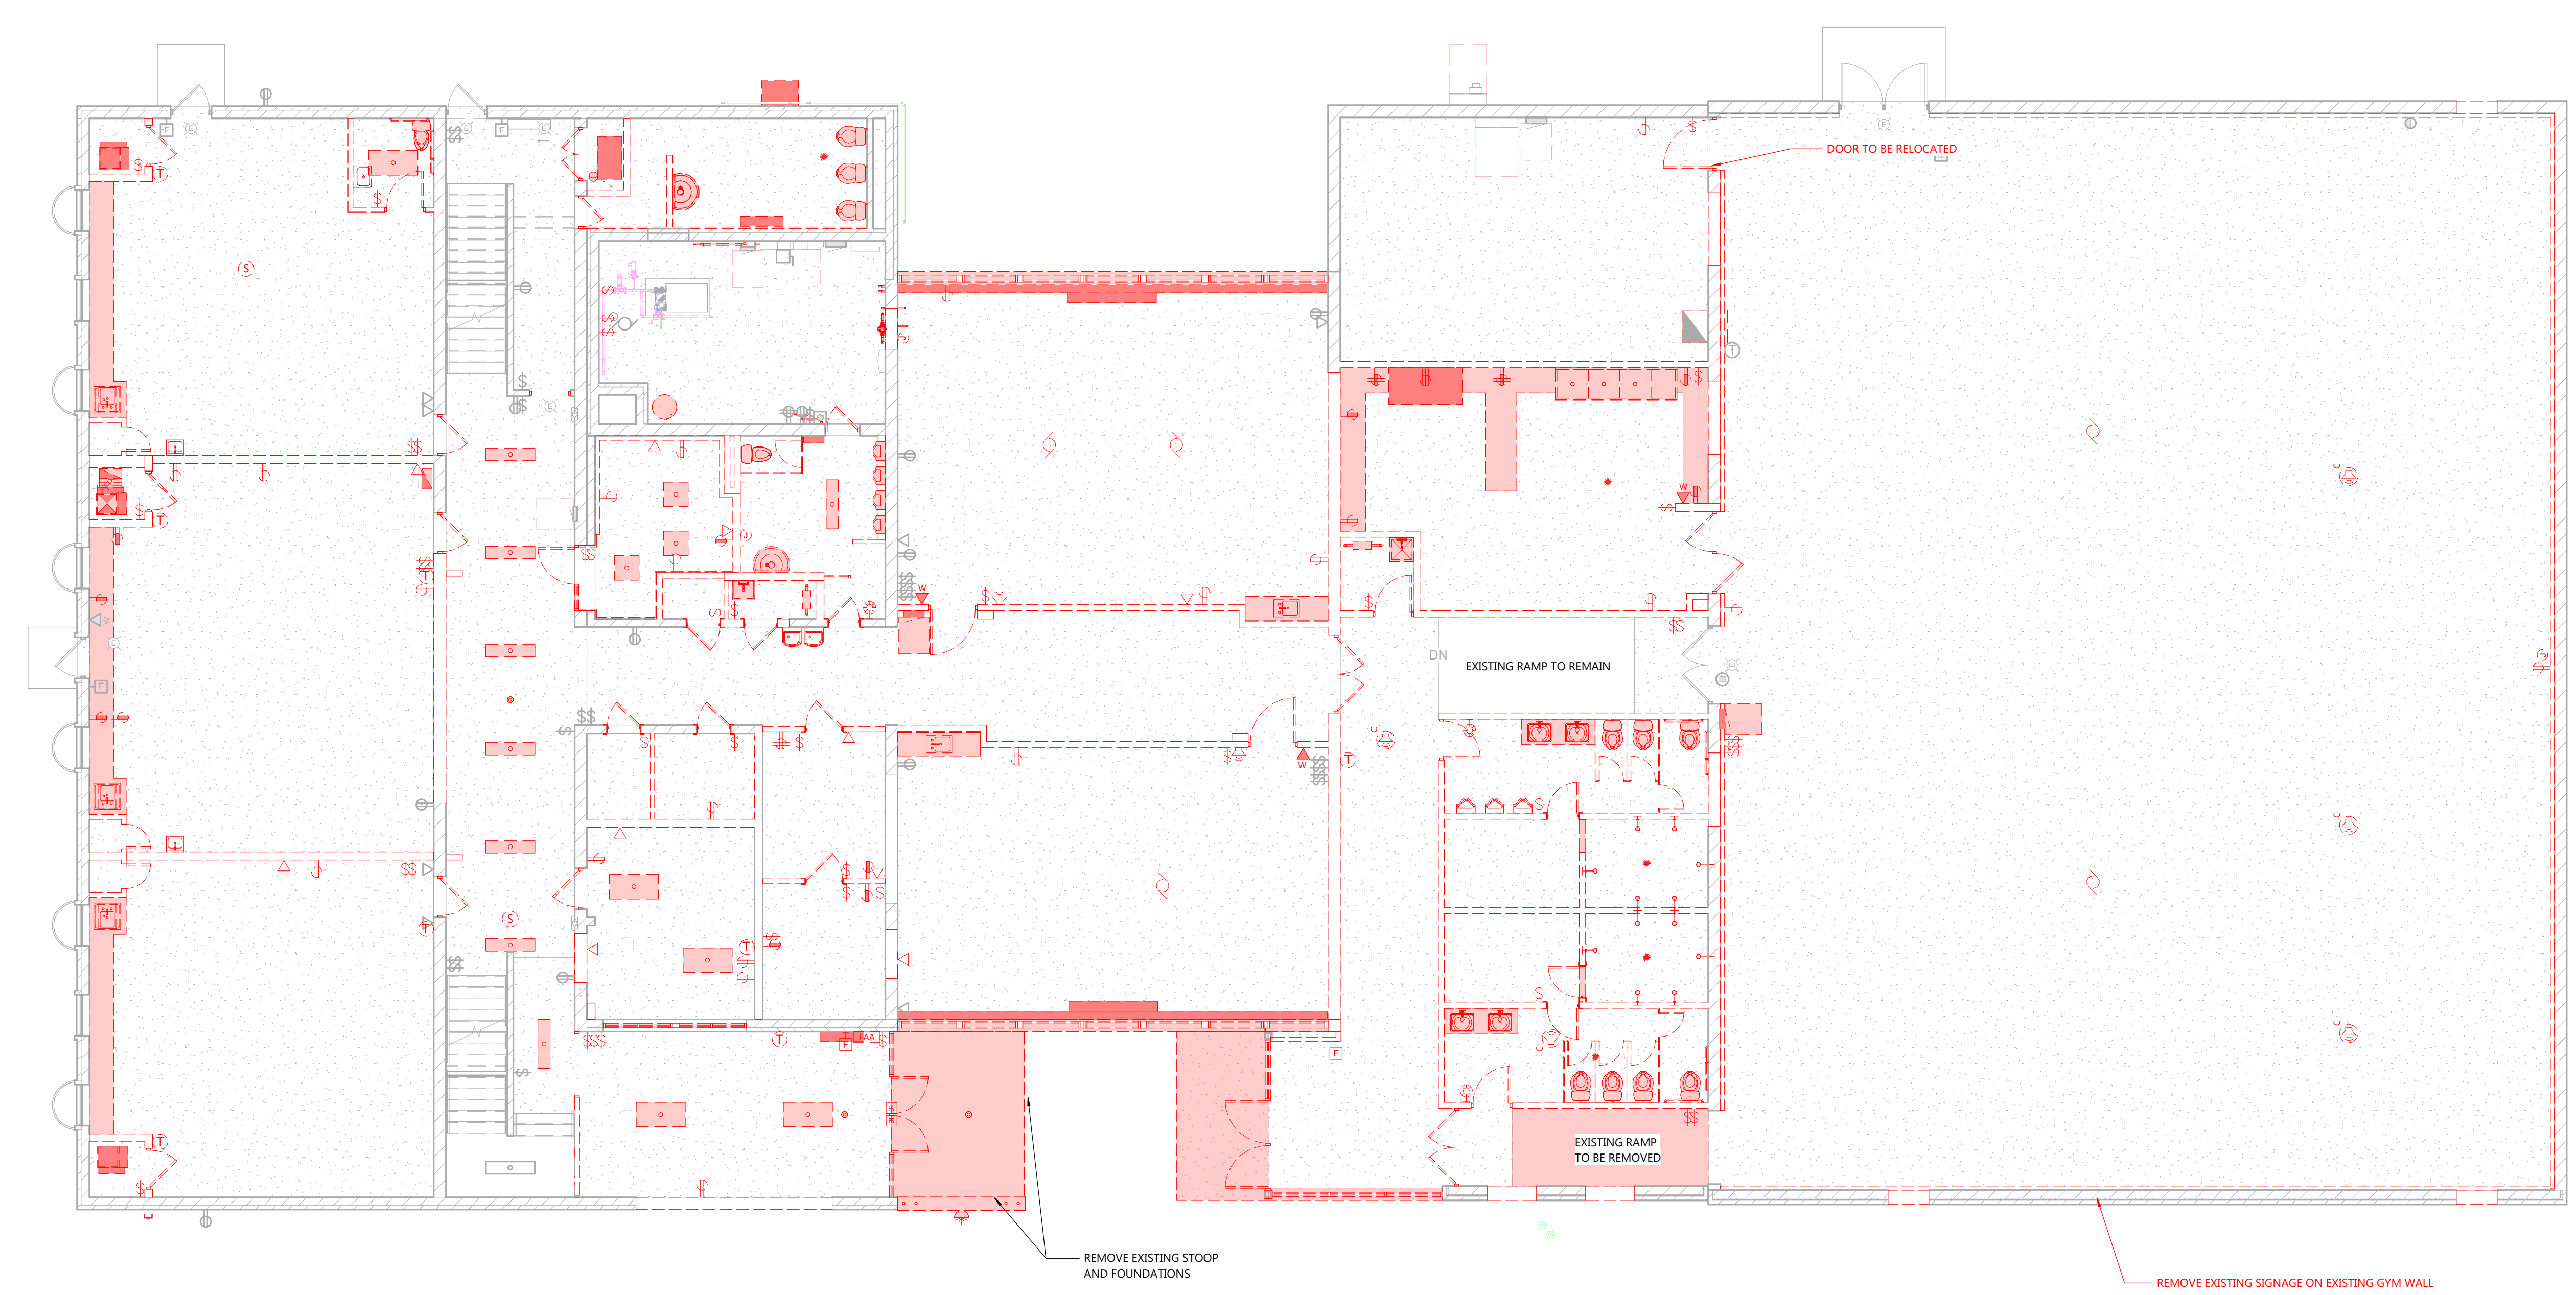 DOOR TO BE RELOCATED
DN
EXISTING RAMP TO REMAIN
EXISTING RAMP
TO BE REMOVED
REMOVE EXISTING STOOP
AND FOUNDATIONS
REMOVE EXISTING SIGNAGE ON EXISTING GYM WALL